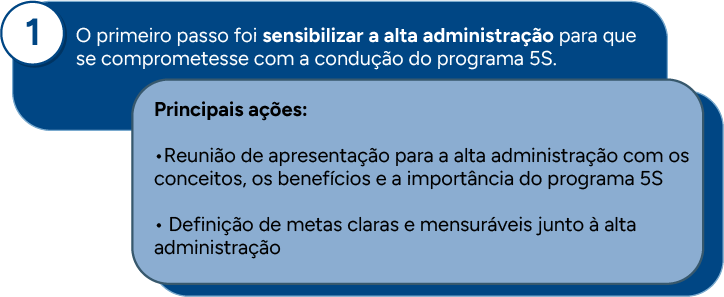 1
O primeiro passo foi sensibilizar a alta administração para que
se comprometesse com a condução do programa 5S.
Principais ações:
•Reunião de apresentação para a alta administração com os
conceitos, os benefícios e a importância do programa 5S
• Definição de metas claras e mensuráveis junto à alta
administração